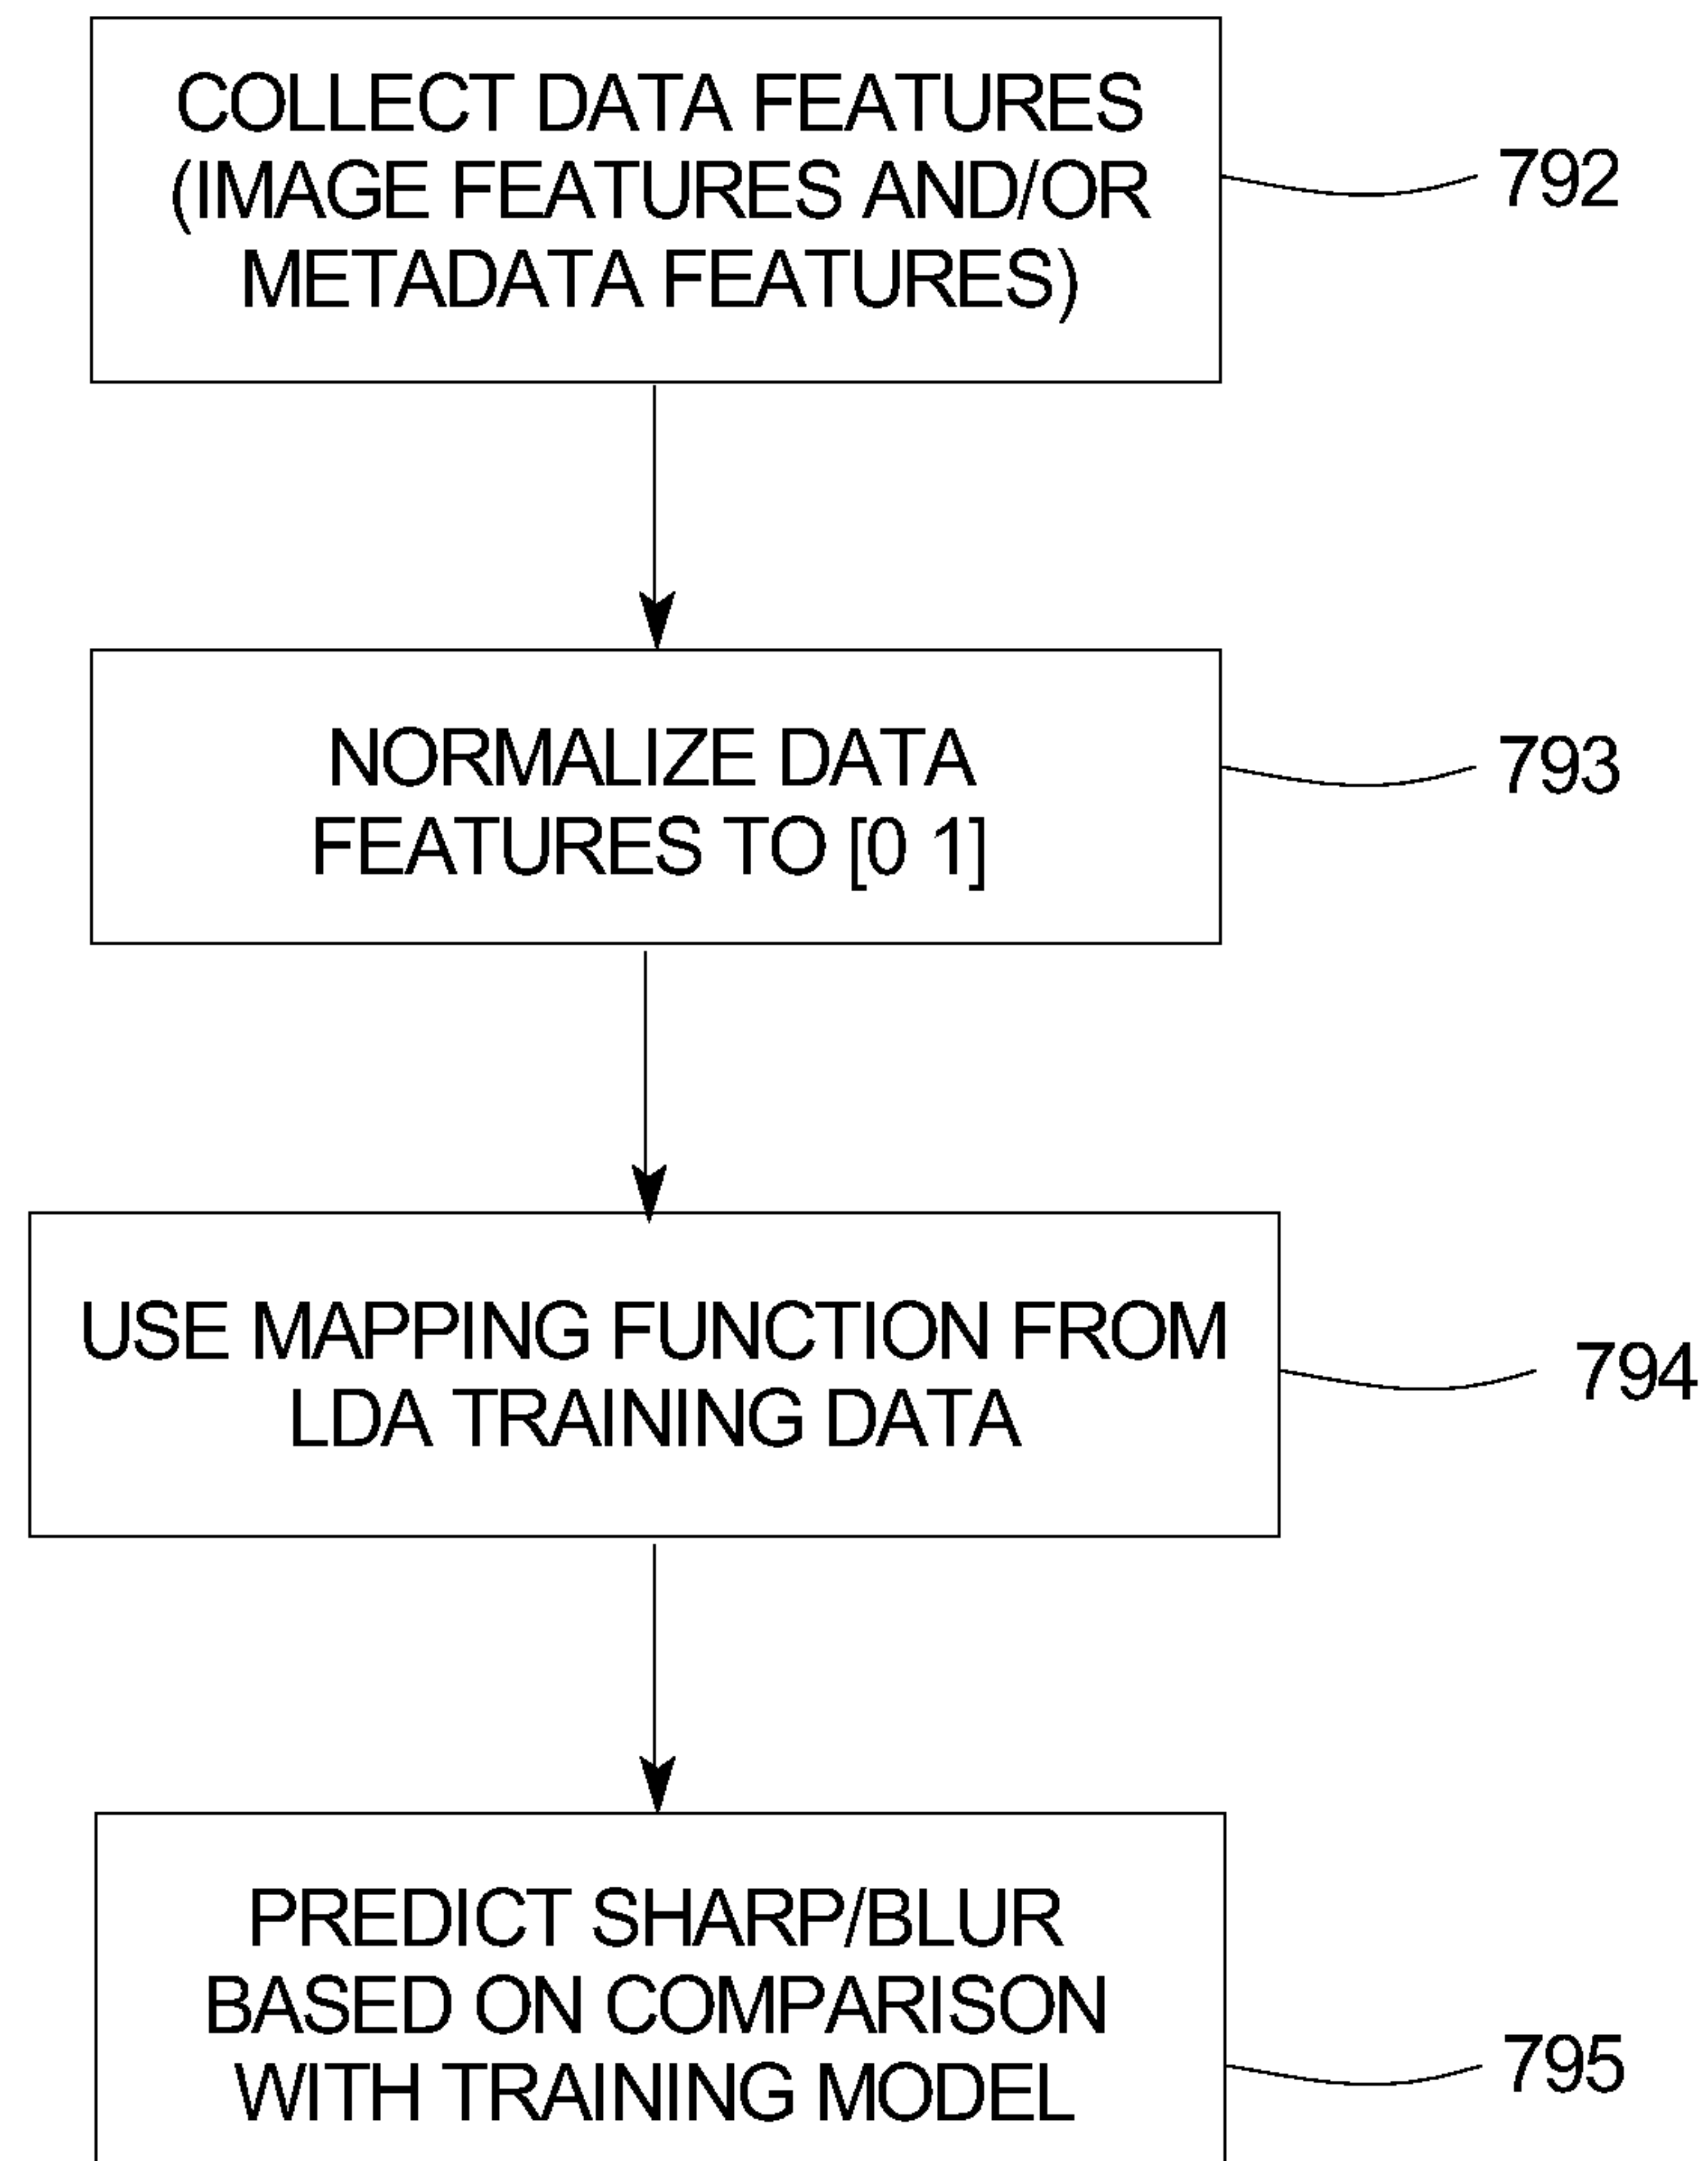 COLLECT DATA FEATURES
(IMAGE FEATURES AND/OR
METADATA FEATURES)
792
NORMALIZE DATA
FEATURES TO [0 1]
793
USE MAPPING FUNCTION FROM
LDA TRAINING DATA
794
PREDICT SHARP/BLUR
BASED ON COMPARISON
WITH TRAINING MODEL
795